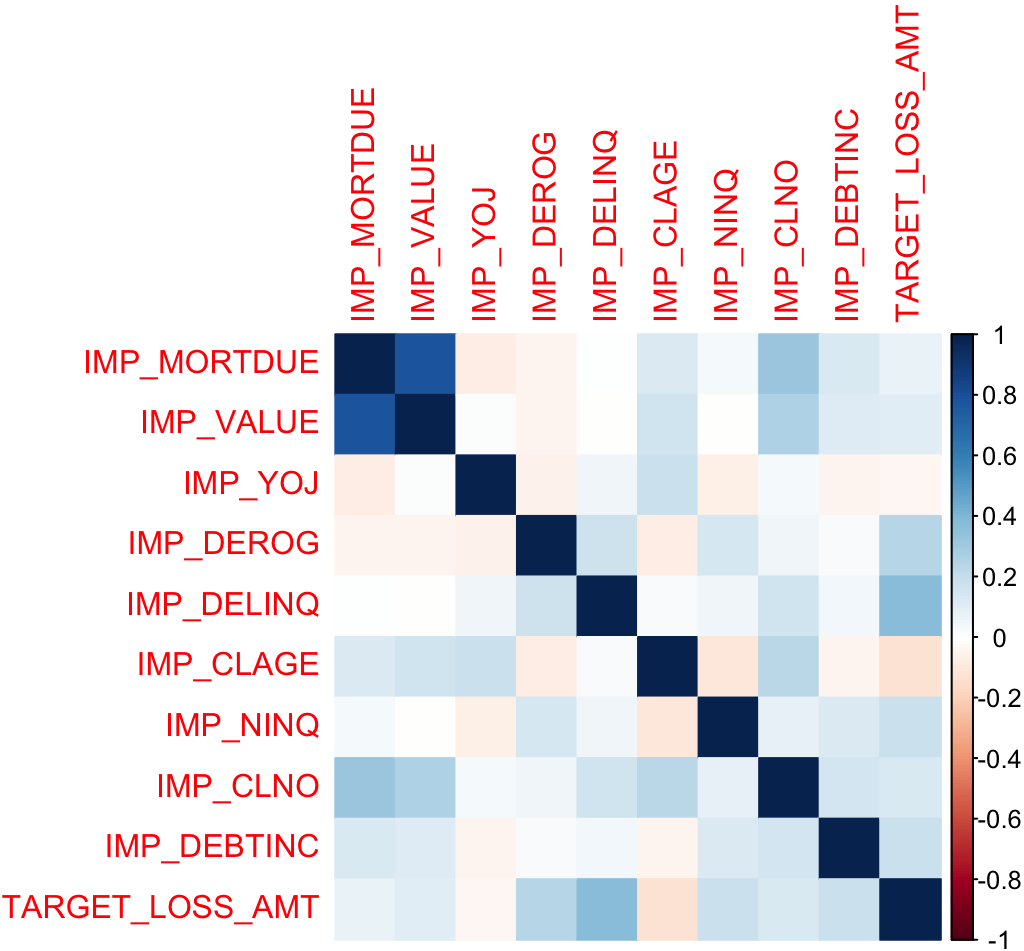 IMP_MORTDUE
IMP_VALUE
IMP_YOJ
IMP_DEROG
IMP_DELINQ
IMP_CLAGE
IMP_NINQ
IMP_CLNO
IMP_DEBTINC
TARGET_LOSS_AMT
IMP_MORTDUE
IMP_VALUE
IMP_YOJ
IMP_DEROG
IMP_DELINQ
IMP_CLAGE
IMP_NINQ
IMP_CLNO
IMP_DEBTINC
TARGET_LOSS_AMT
1
0.8
0.6
0.4
0.2
0
-0.2
-0.4
-0.6
-0.8
-1